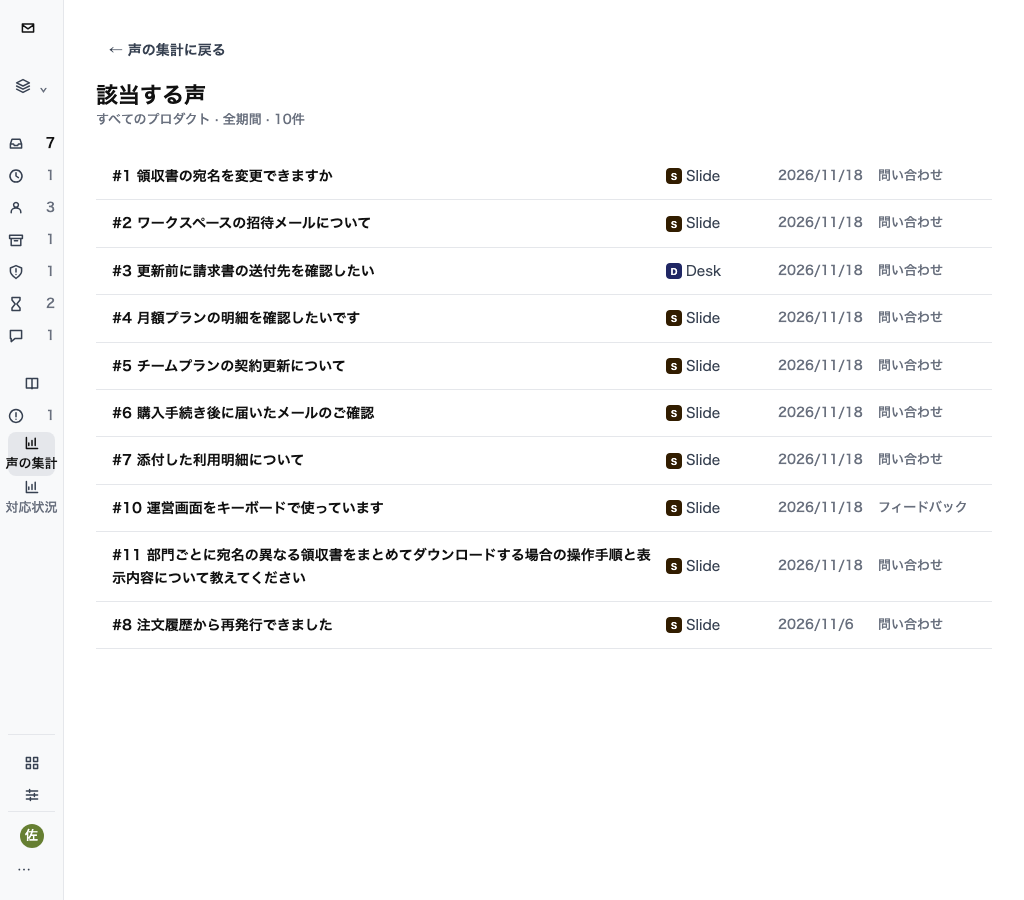 ← 声の集計に戻る
該当する声
すべてのプロダクト · 全期間 · 10件
7
1
3
1
1
2
1
1
声の集計
対応状況
佐
…
#1 領収書の宛名を変更できますか S Slide 2026/11/18 問い合わせ
#2 ワークスペースの招待メールについて S Slide 2026/11/18 問い合わせ
#3 更新前に請求書の送付先を確認したい D Desk 2026/11/18 問い合わせ
#4 月額プランの明細を確認したいです S Slide 2026/11/18 問い合わせ
#5 チームプランの契約更新について S Slide 2026/11/18 問い合わせ
#6 購入手続き後に届いたメールのご確認 S Slide 2026/11/18 問い合わせ
#7 添付した利用明細について S Slide 2026/11/18 問い合わせ
#10 運営画面をキーボードで使っています S Slide 2026/11/18 フィードバック
#11 部門ごとに宛名の異なる領収書をまとめてダウンロードする場合の操作手順と表
示内容について教えてください S Slide 2026/11/18 問い合わせ
#8 注文履歴から再発行できました S Slide 2026/11/6 問い合わせ